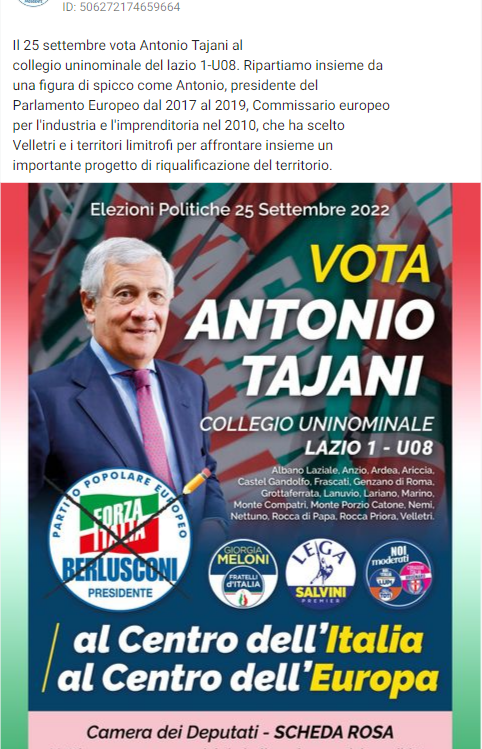 ID: 506272174659664
Il 25 settembre vota Antonio Tajani al
collegio uninominale del lazio 1-U08. Ripartiamo insieme da
una figura di spicco come Antonio, presidente del
Parlamento Europeo dal 2017 al 2019, Commissario europeo
per l'industria e l'imprenditoria nel 2010, che ha scelto
Velletri e i territori limitrofi per affrontare insieme un
importante progetto di riqualificazione del territorio.
Elezioni Politiche 25 Settembre 2022
VOTA
ANTONIO
TAJANI
COLLEGIO UNINOMINALE
LAZIO 1 - U08
Albano Laziale, Anzio, Ardea, Ariccia,
Castel Gandolfo, Frascati, Genzano di Roma,
Grottaferrata, Lanuvio, Lariano, Marino,
Monte Compatri, Monte Porzio Catone, Nemi,
Nettuno, Rocca di Papa, Rocca Priora, Velletri.
PARTITO POPOLARE EUROPEO
FORZA
ITALIA
BERLUSCONI
PRESIDENTE
GIORGIA
MELONI
FRATELLI
d'ITALIA
LEGA
SALVINI
PREMIER
NOI
moderati
al Centro dell'Italia
al Centro dell'Europa
Camera dei Deputati - SCHEDA ROSA